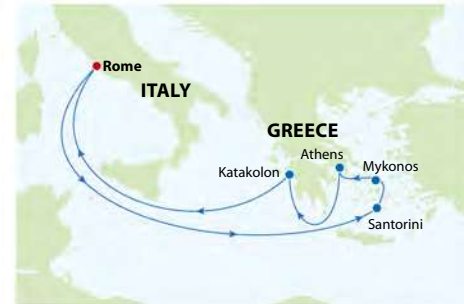 Rome
ITALY
GREECE
Athens
Mykonos
Katakolon
Santorini